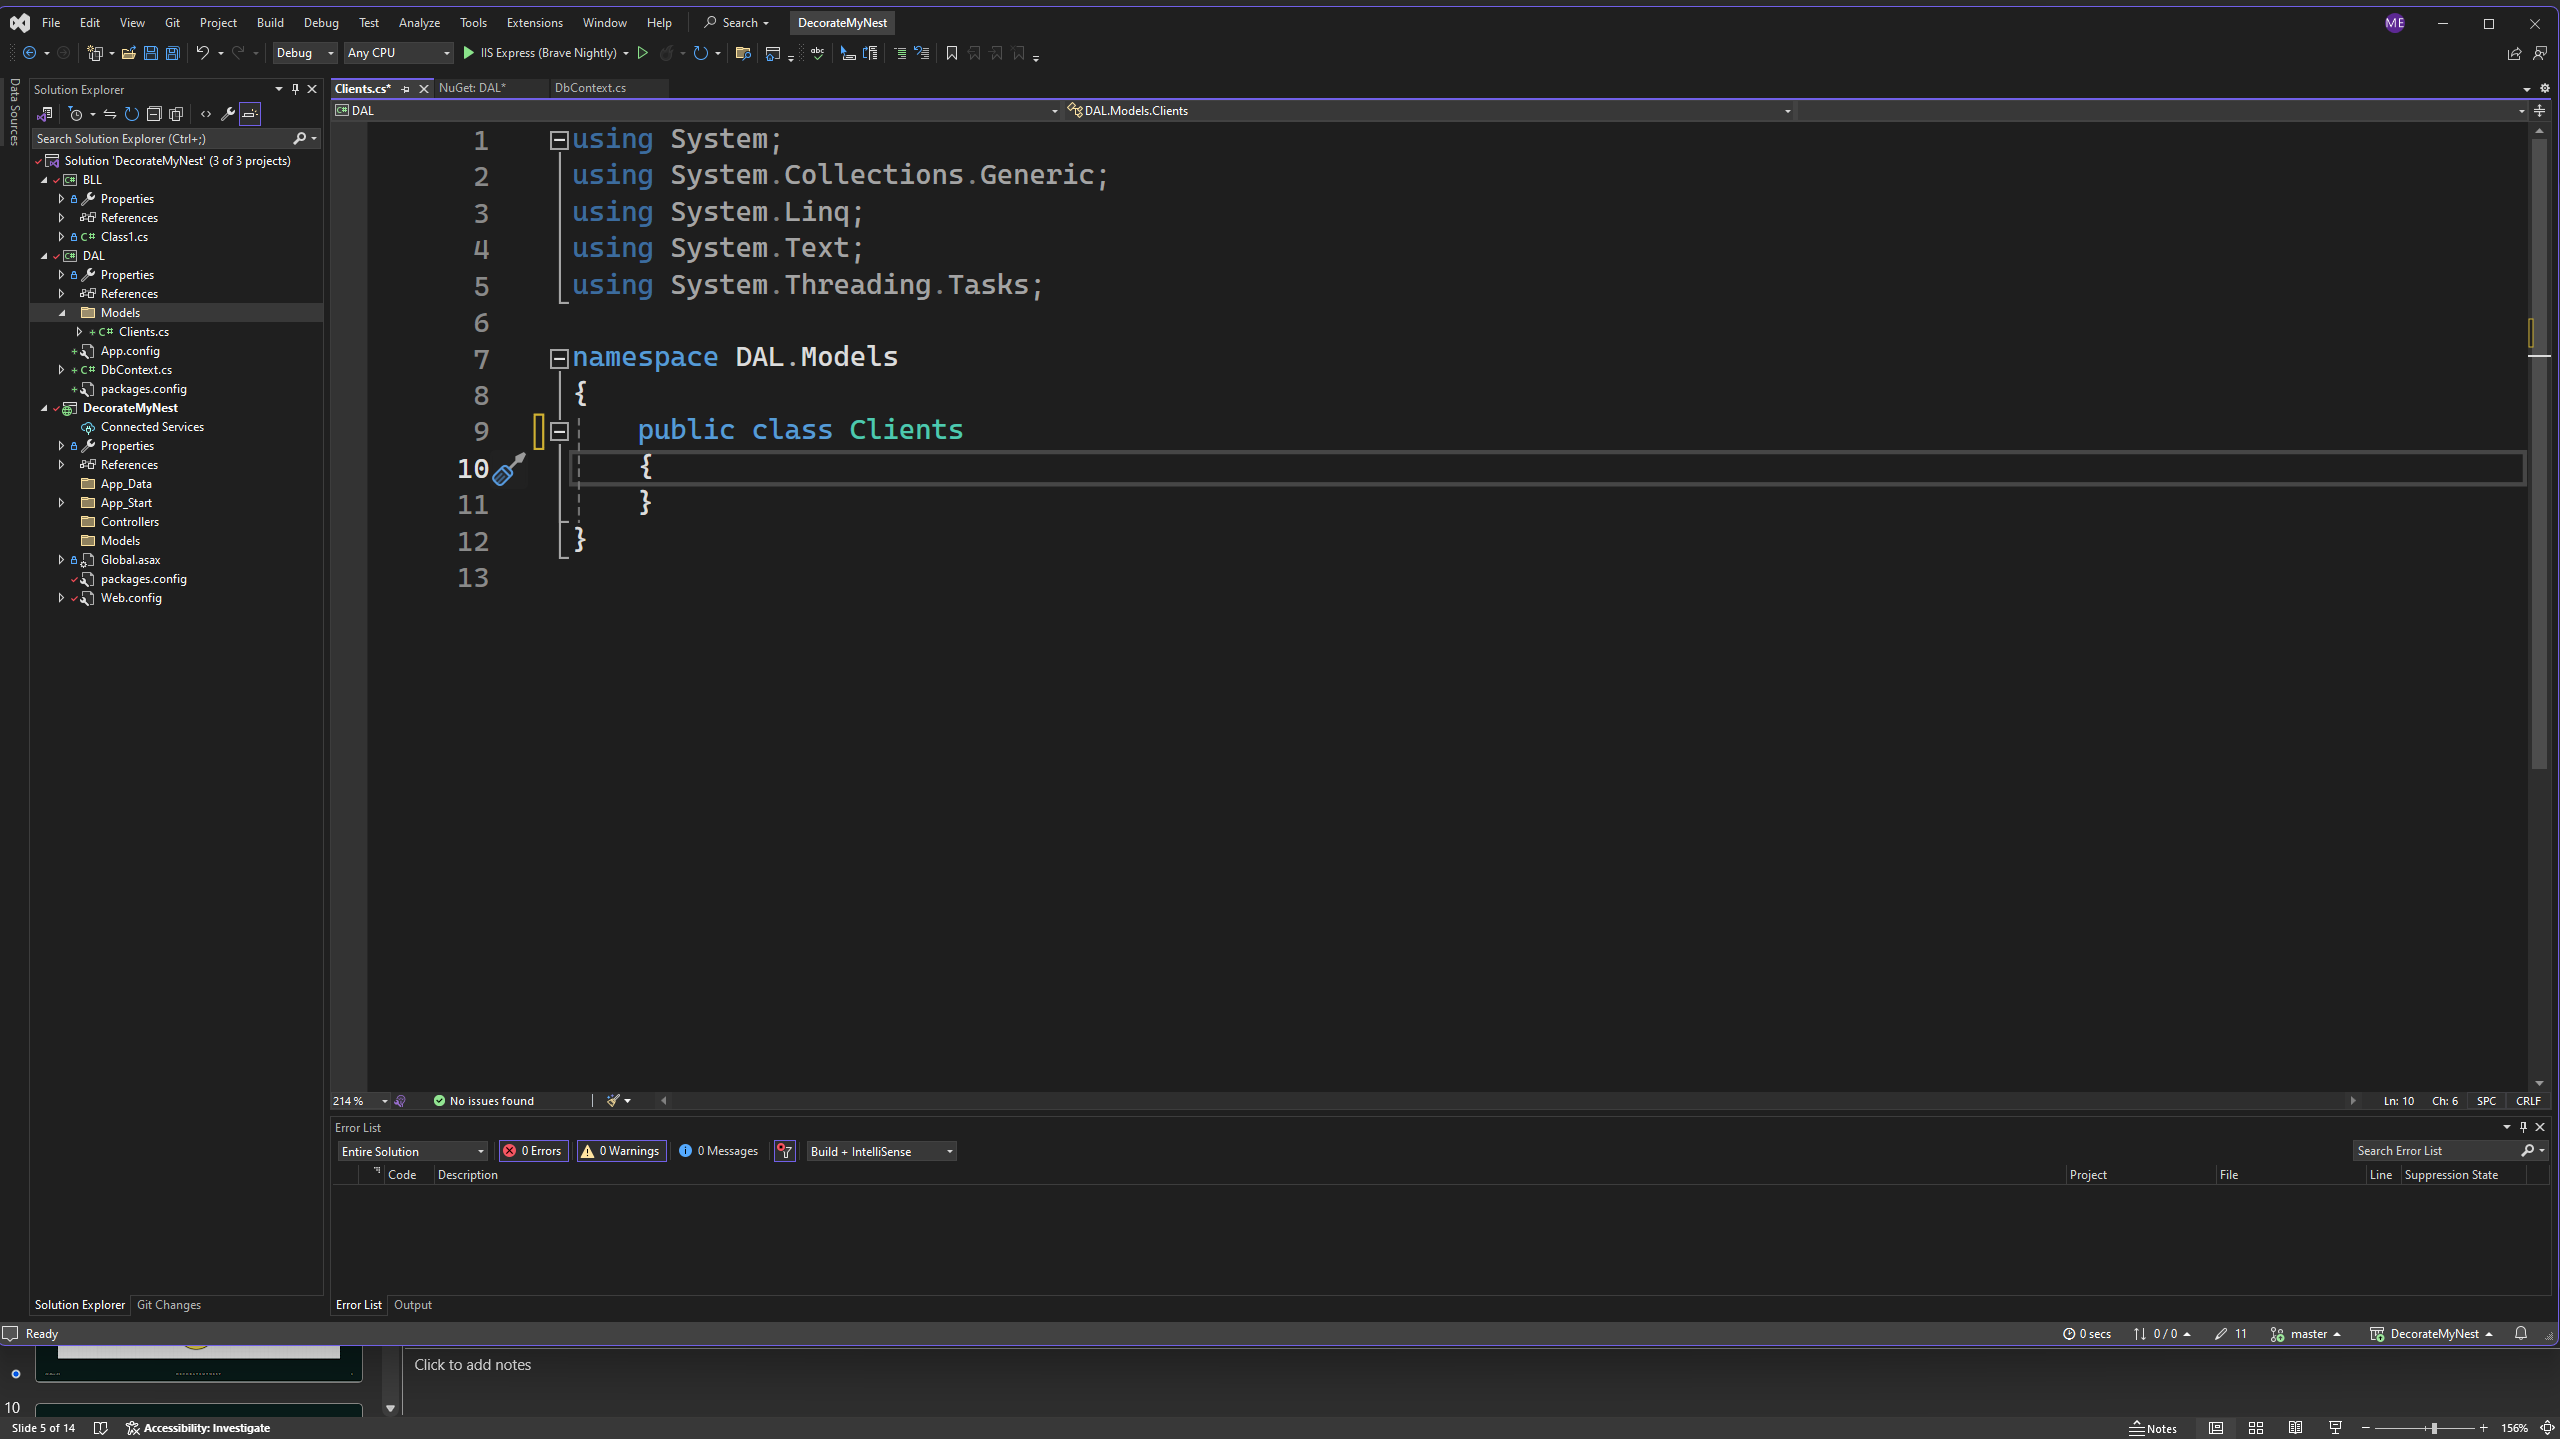 File Edit View Git Project Build Debug Test Analyze Tools Extensions Window Help Search DecorateMyNest ME
Debug Any CPU IIS Express (Brave Nightly)
Data Sources
Solution Explorer
Search Solution Explorer (Ctrl+;)
Solution 'DecorateMyNest' (3 of 3 projects)
BLL
Properties
References
C# Class1.cs
DAL
Properties
References
Models
C# Clients.cs
App.config
C# DbContext.cs
packages.config
DecorateMyNest
Connected Services
Properties
References
App_Data
App_Start
Controllers
Models
Global.asax
packages.config
Web.config
Solution Explorer Git Changes
Clients.cs* NuGet: DAL* DbContext.cs
C# DAL DAL.Models.Clients
1 using System;
2 using System.Collections.Generic;
3 using System.Linq;
4 using System.Text;
5 using System.Threading.Tasks;
6
7 namespace DAL.Models
8 {
9 public class Clients
10 {
11 }
12 }
13
214 % No issues found Ln: 10 Ch: 6 SPC CRLF
Error List
Entire Solution 0 Errors 0 Warnings 0 Messages Build + IntelliSense Search Error List
Code Description Project File Line Suppression State
Error List Output
Ready 0 secs 0 / 0 11 master DecorateMyNest
Click to add notes
10
Slide 5 of 14 Accessibility: Investigate Notes 156%